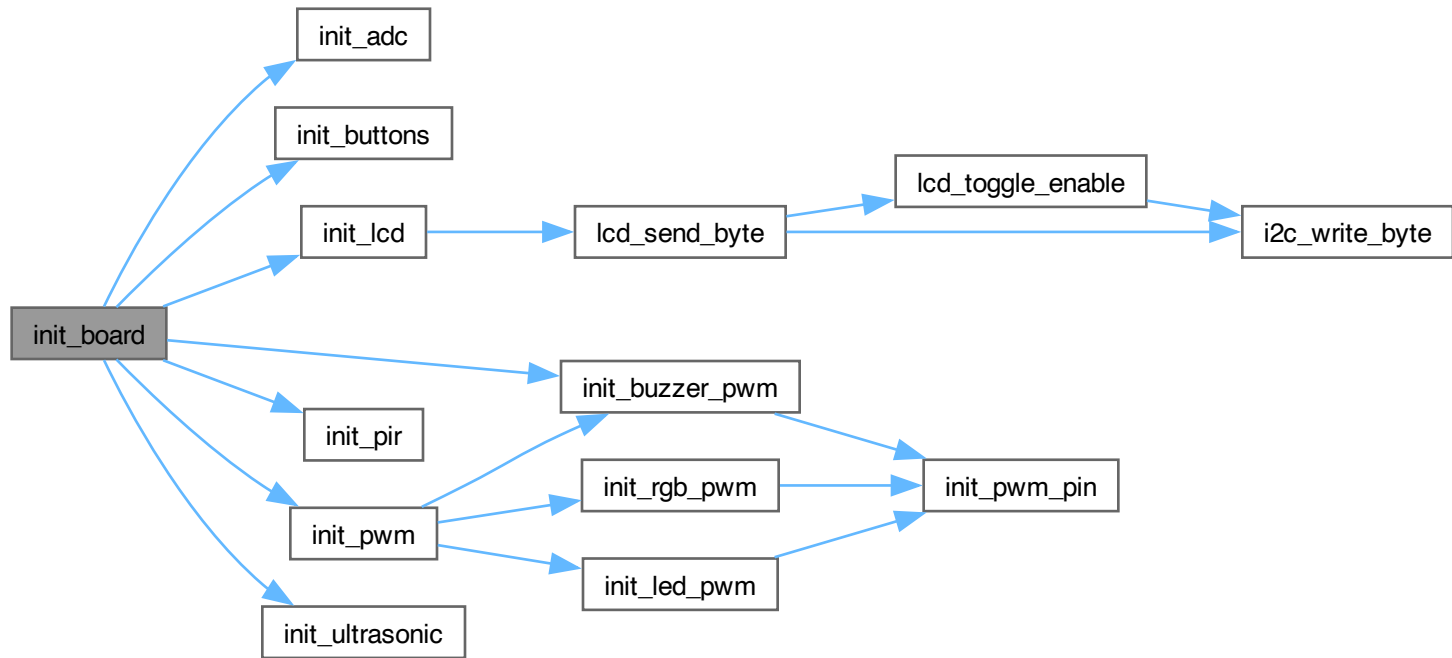 init_adc
init_buttons
lcd_toggle_enable
init_lcd
lcd_send_byte
i2c_write_byte
init_board
init_buzzer_pwm
init_pir
init_rgb_pwm
init_pwm_pin
init_pwm
init_led_pwm
init_ultrasonic